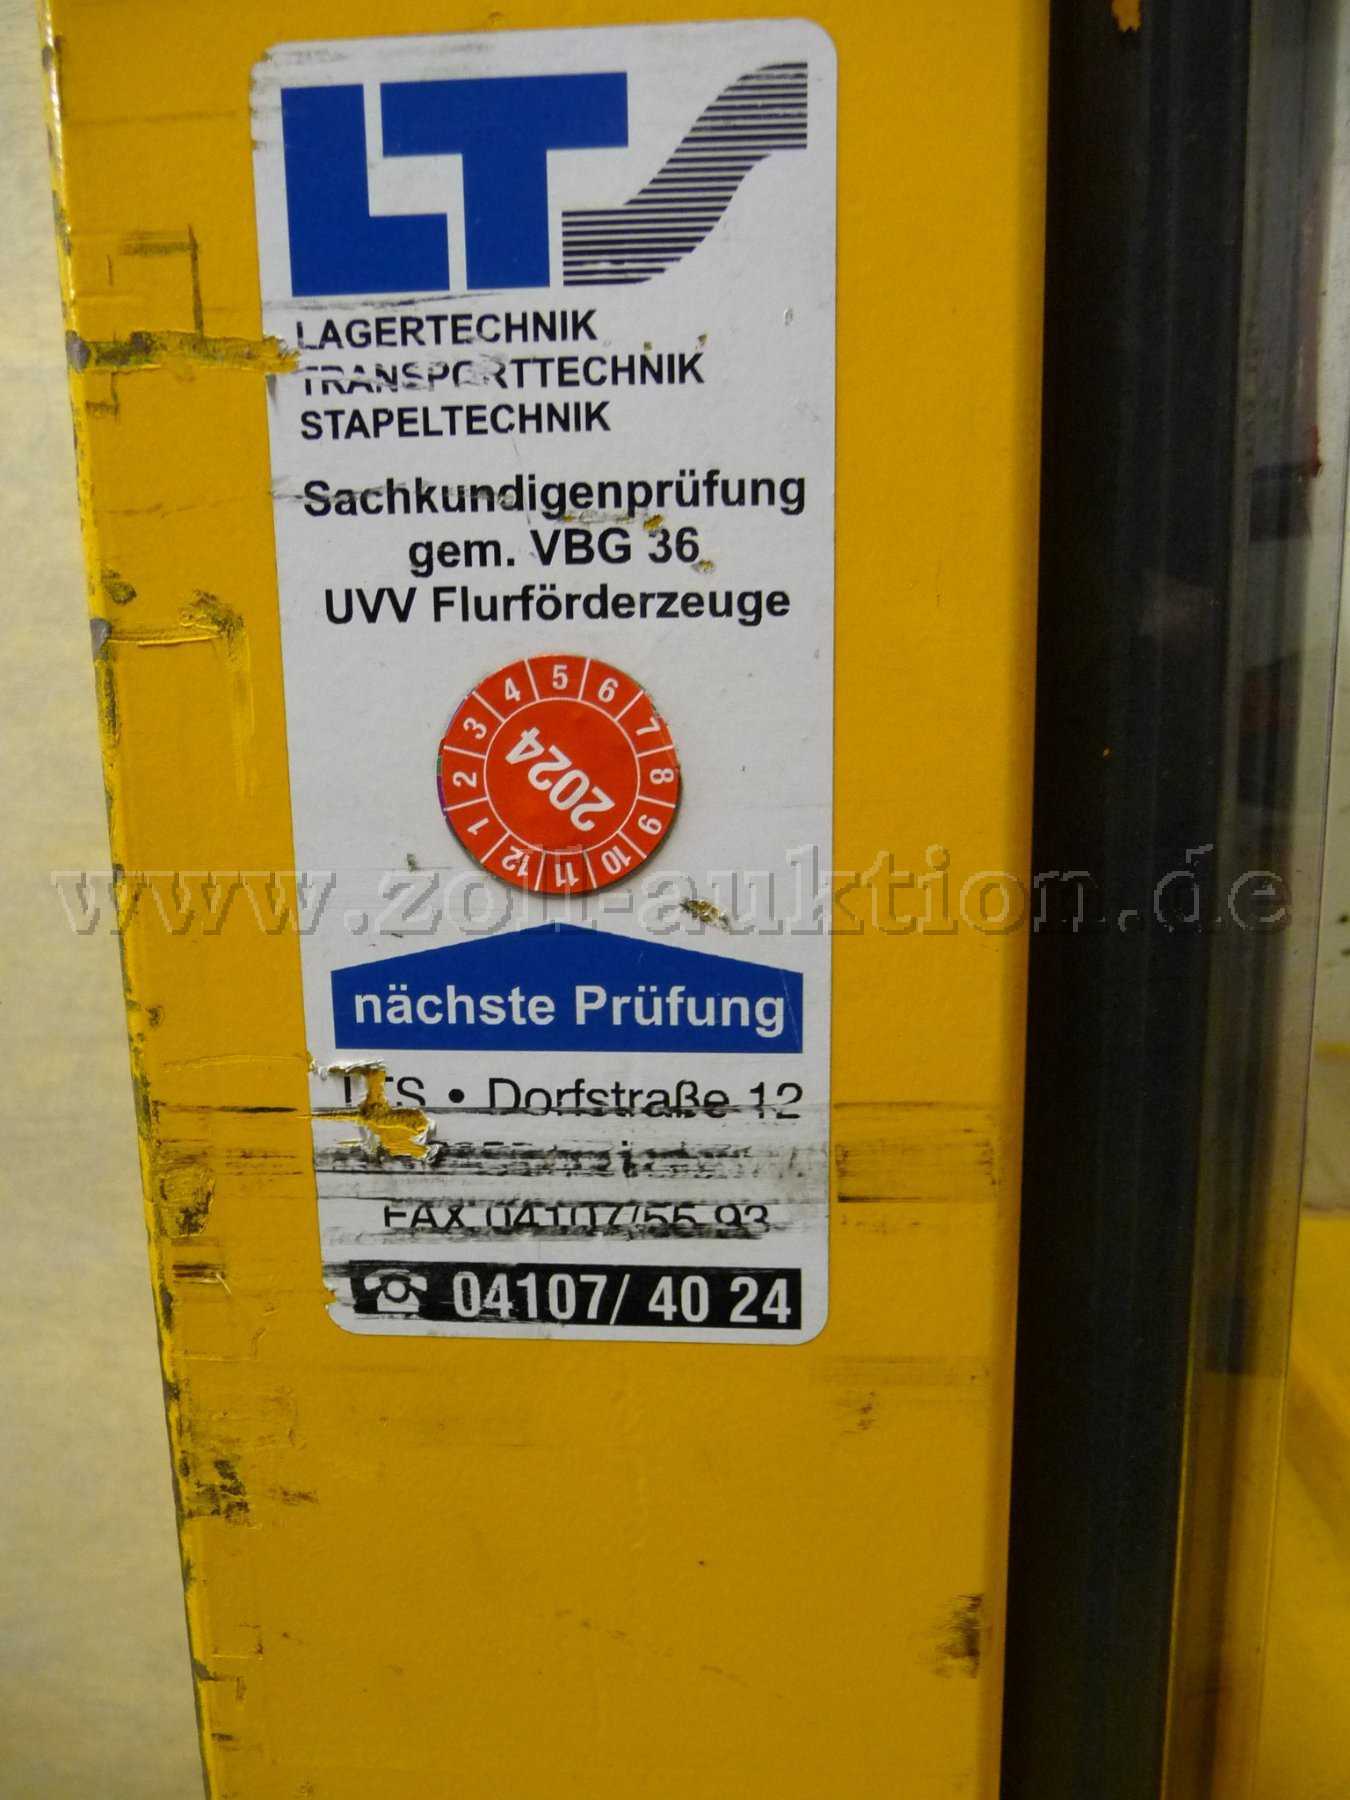 LTS
LAGERTECHNIK
TRANSPORTTECHNIK
STAPELTECHNIK
Sachkundigenprüfung
gem. VBG 36
UVV Flurförderzeuge
1 2 3 4 5 6 7 8 9 10 11 12
2024
www.zoll-auktion.de
nächste Prüfung
LTS • Dorfstraße 12
FAX 04107/55 93
04107/ 40 24